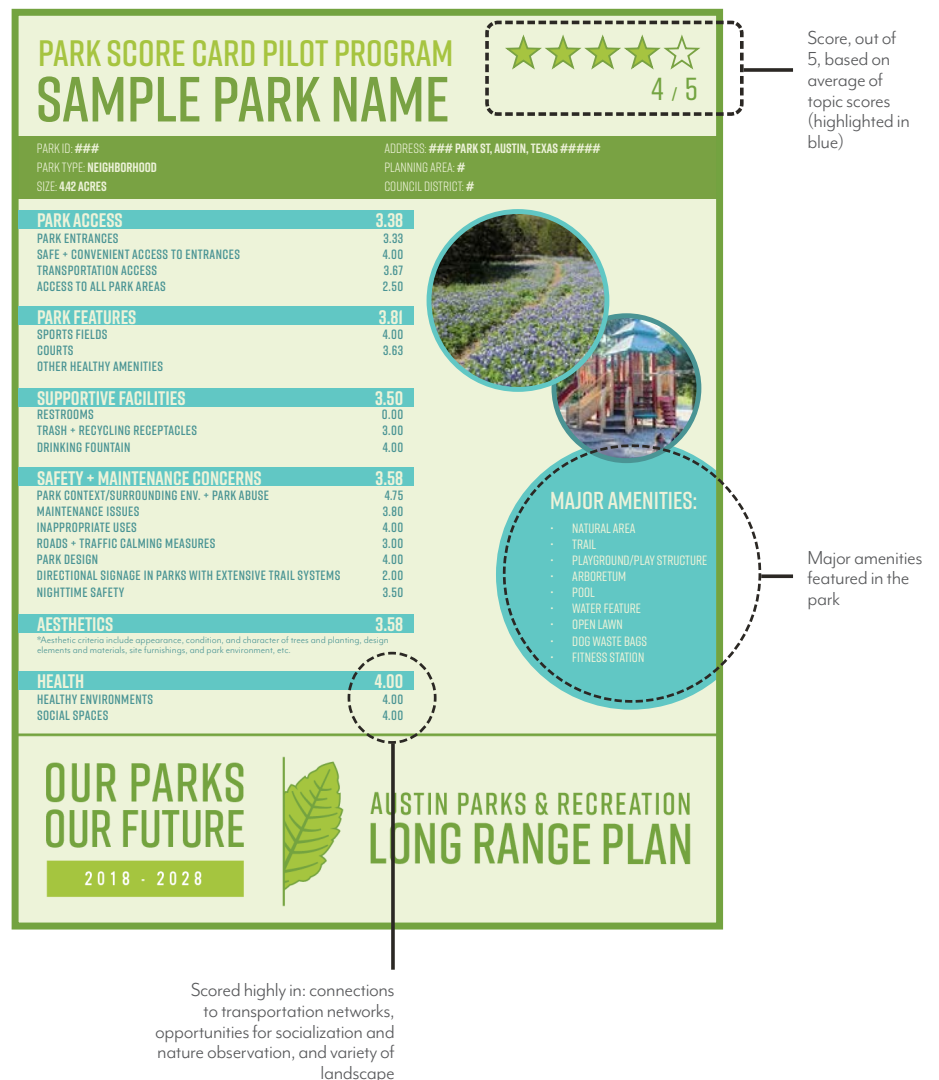 PARK SCORE CARD PILOT PROGRAM
SAMPLE PARK NAME
4 / 5
Score, out of
5, based on
average of
topic scores
(highlighted in
blue)
PARK ID: ###
PARK TYPE: NEIGHBORHOOD
SIZE: 4.42 ACRES
ADDRESS: ### PARK ST, AUSTIN, TEXAS #####
PLANNING AREA: #
COUNCIL DISTRICT: #
PARK ACCESS 3.38
PARK ENTRANCES 3.33
SAFE + CONVENIENT ACCESS TO ENTRANCES 4.00
TRANSPORTATION ACCESS 3.67
ACCESS TO ALL PARK AREAS 2.50
PARK FEATURES 3.81
SPORTS FIELDS 4.00
COURTS 3.63
OTHER HEALTHY AMENITIES
SUPPORTIVE FACILITIES 3.50
RESTROOMS 0.00
TRASH + RECYCLING RECEPTACLES 3.00
DRINKING FOUNTAIN 4.00
SAFETY + MAINTENANCE CONCERNS 3.58
PARK CONTEXT/SURROUNDING ENV. + PARK ABUSE 4.75
MAINTENANCE ISSUES 3.80
INAPPROPRIATE USES 4.00
ROADS + TRAFFIC CALMING MEASURES 3.00
PARK DESIGN 4.00
DIRECTIONAL SIGNAGE IN PARKS WITH EXTENSIVE TRAIL SYSTEMS 2.00
NIGHTTIME SAFETY 3.50
AESTHETICS 3.58
*Aesthetic criteria include appearance, condition, and character of trees and planting, design
elements and materials, site furnishings, and park environment, etc.
HEALTH 4.00
HEALTHY ENVIRONMENTS 4.00
SOCIAL SPACES 4.00
MAJOR AMENITIES:
• NATURAL AREA
• TRAIL
• PLAYGROUND/PLAY STRUCTURE
• ARBORETUM
• POOL
• WATER FEATURE
• OPEN LAWN
• DOG WASTE BAGS
• FITNESS STATION
Major amenities
featured in the
park
OUR PARKS
OUR FUTURE
2018 - 2028
AUSTIN PARKS & RECREATION
LONG RANGE PLAN
Scored highly in: connections
to transportation networks,
opportunities for socialization and
nature observation, and variety of
landscape